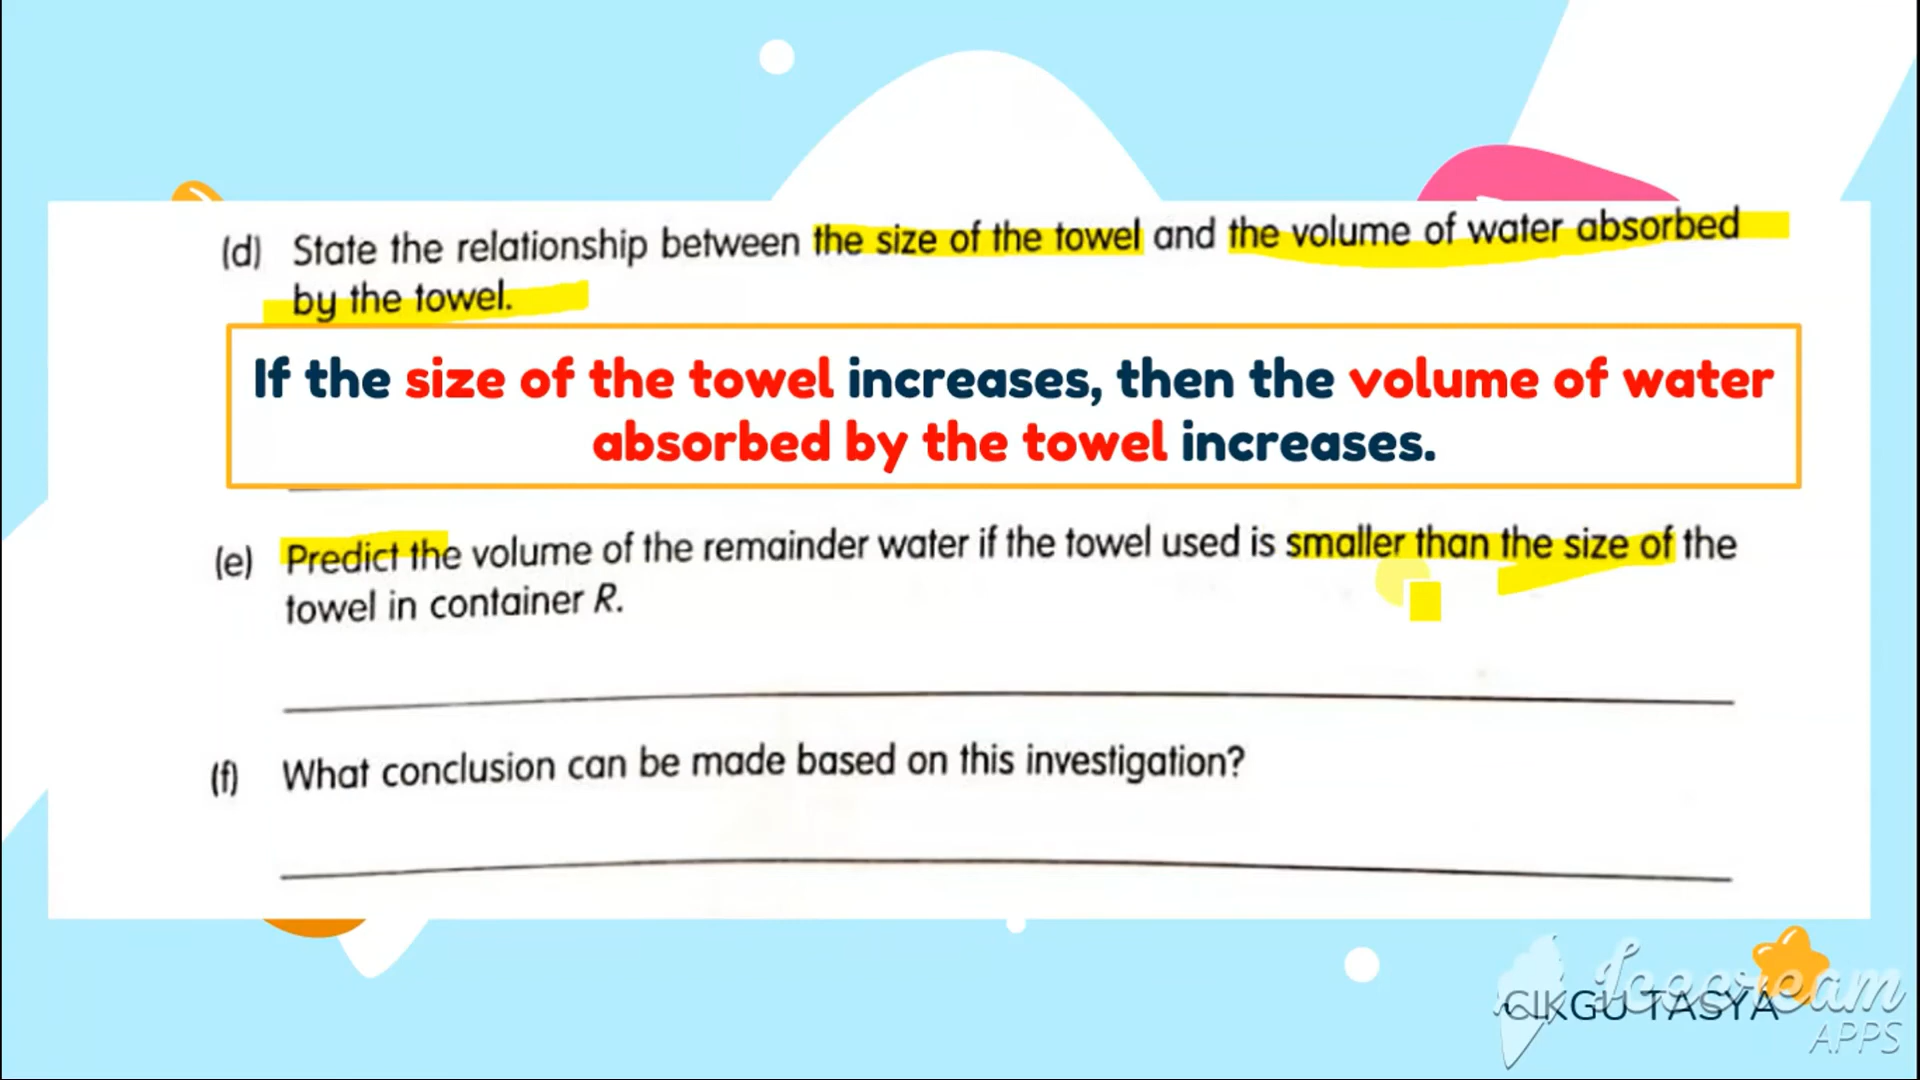 (d) State the relationship between the size of the towel and the volume of water absorbed
by the towel.
If the size of the towel increases, then the volume of water
absorbed by the towel increases.
(e) Predict the volume of the remainder water if the towel used is smaller than the size of the
towel in container R.
(f) What conclusion can be made based on this investigation?
Icecream
CIKGU TASYA
APPS